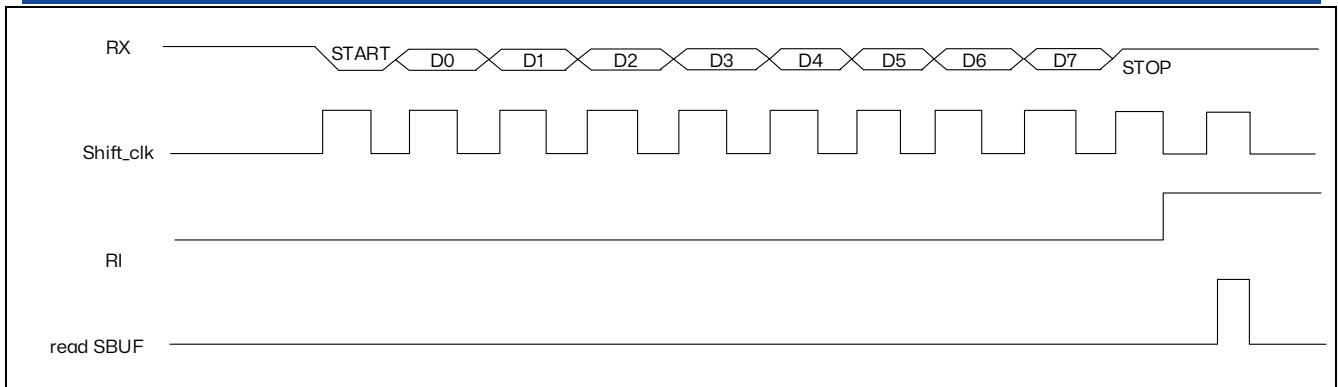 RX START D0 D1 D2 D3 D4 D5 D6 D7 STOP
Shift_clk
RI
read SBUF